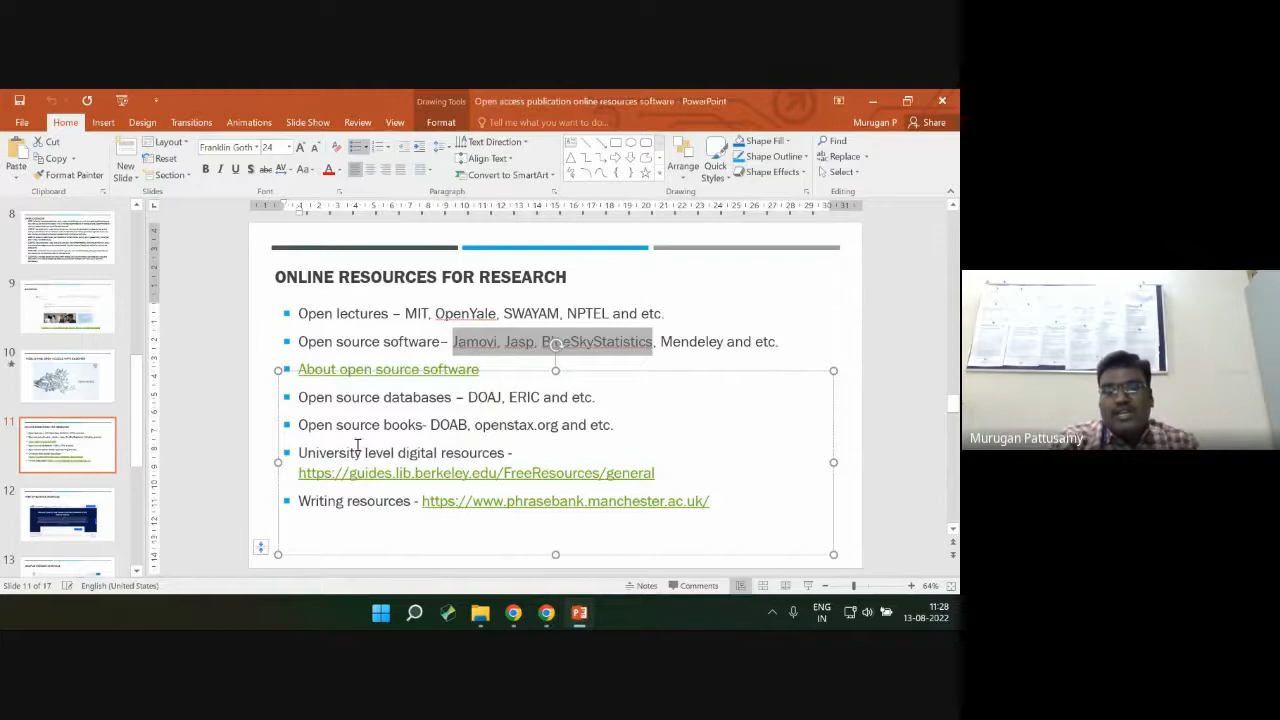 Drawing Tools
Open access publication online resources software - PowerPoint
File Home Insert Design Transitions Animations Slide Show Review View Format Tell me what you want to do... Murugan P Share
Paste
Cut
Copy
Format Painter
Clipboard
New Slide
Layout
Reset
Section
Slides
Franklin Goth 24
Font
Text Direction
Align Text
Convert to SmartArt
Paragraph
Arrange
Quick Styles
Shape Fill
Shape Outline
Shape Effects
Drawing
Find
Replace
Select
Editing
8
9
10
11
12
13
ONLINE RESOURCES FOR RESEARCH
Open lectures – MIT, OpenYale, SWAYAM, NPTEL and etc.
Open source software– Jamovi, Jasp, BlueSkyStatistics, Mendeley and etc.
About open source software
Open source databases – DOAJ, ERIC and etc.
Open source books- DOAB, openstax.org and etc.
University level digital resources -
https://guides.lib.berkeley.edu/FreeResources/general
Writing resources - https://www.phrasebank.manchester.ac.uk/
Murugan Pattusamy
Slide 11 of 17 English (United States) Notes Comments 64%
ENG
IN
11:28
13-08-2022